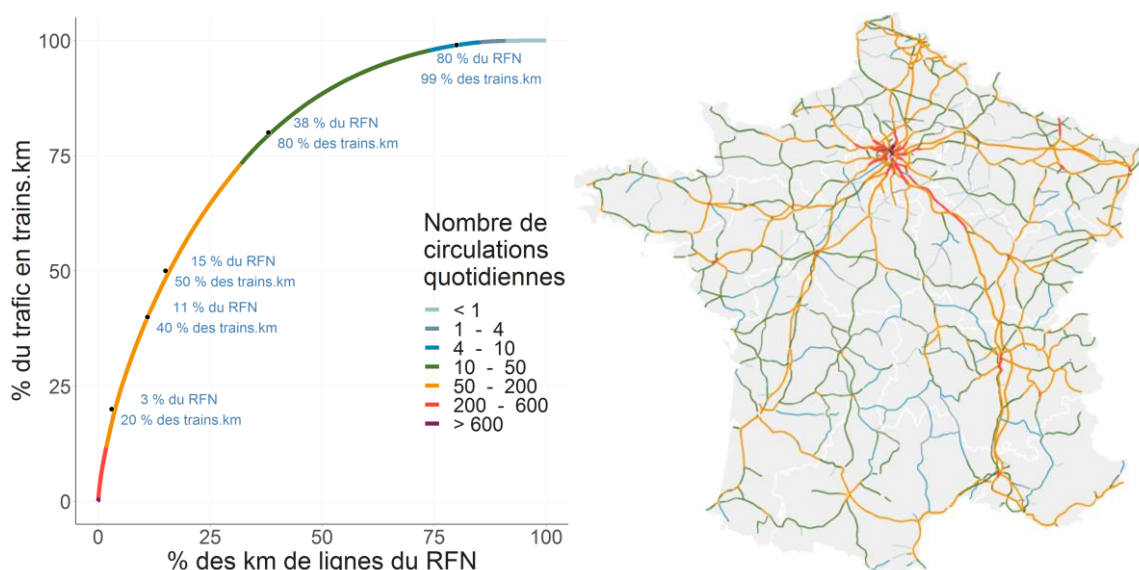 % du trafic en trains.km
100
75
50
25
0
80 % du RFN
99 % des trains.km
38 % du RFN
80 % des trains.km
15 % du RFN
50 % des trains.km
11 % du RFN
40 % des trains.km
3 % du RFN
20 % des trains.km
Nombre de
circulations
quotidiennes
< 1
1 - 4
4 - 10
10 - 50
50 - 200
200 - 600
> 600
0 25 50 75 100
% des km de lignes du RFN